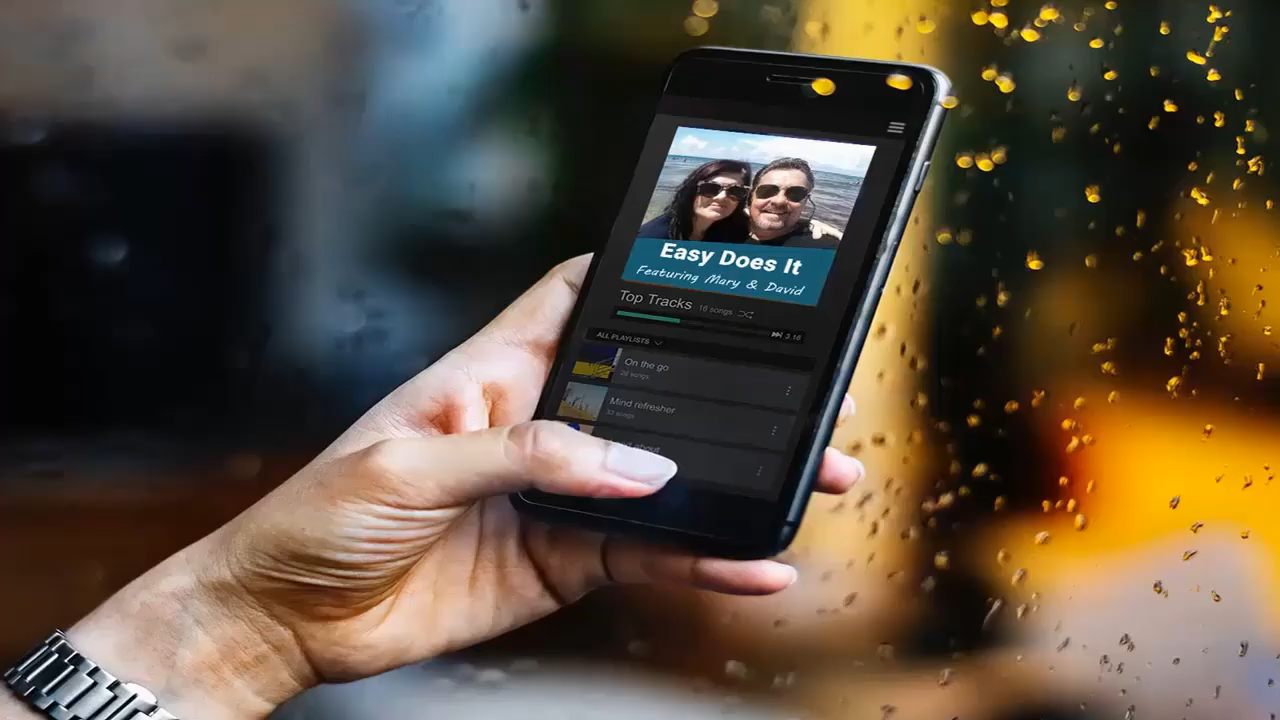 Easy Does It
Featuring Mary & David
Top Tracks 16 songs
3.16
ALL PLAYLISTS
On the go
28 songs
Mind refresher
33 songs
about